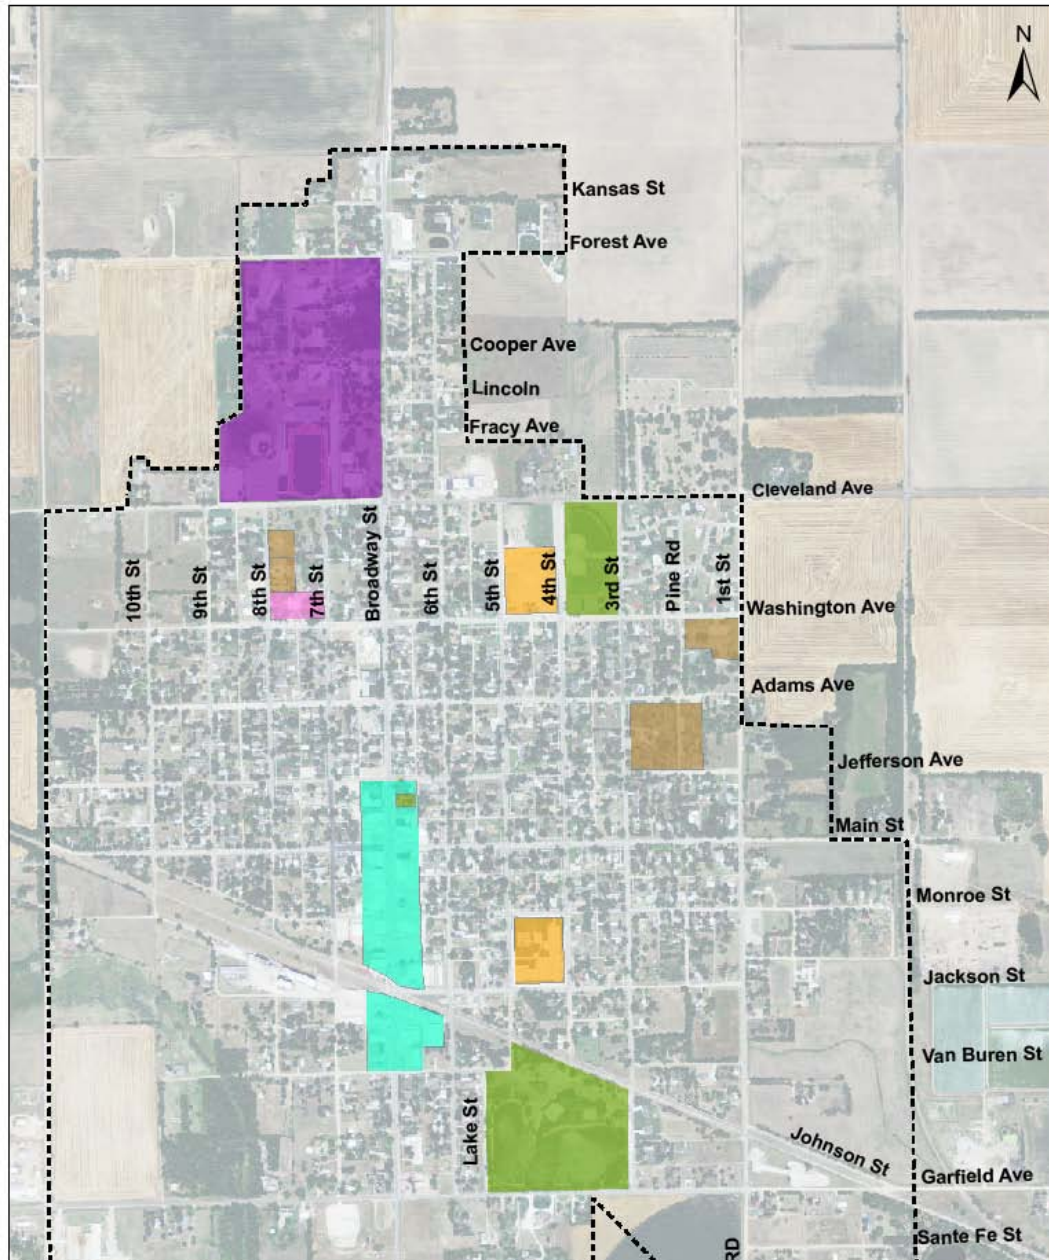 N
Kansas St
Forest Ave
Cooper Ave
Lincoln
Fracy Ave
Cleveland Ave
10th St
9th St
8th St
7th St
Broadway St
6th St
5th St
4th St
3rd St
Pine Rd
1st St
Washington Ave
Adams Ave
Jefferson Ave
Main St
Monroe St
Jackson St
Van Buren St
Lake St
Johnson St
Garfield Ave
Sante Fe St
RD